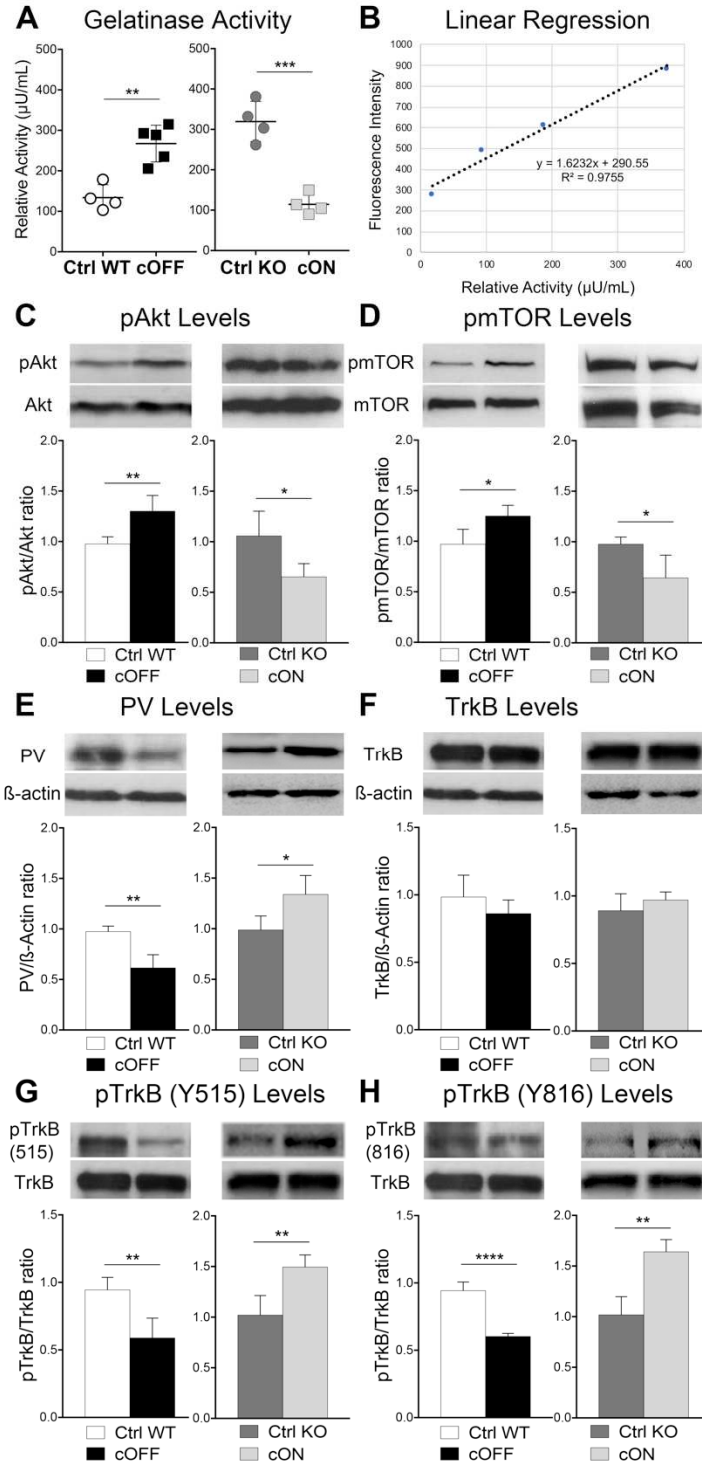 A Gelatinase Activity
Relative Activity (µU/mL)
500
400
300
200
100
0
**
Ctrl WT cOFF
500
400
300
200
100
0
***
Ctrl KO cON
B Linear Regression
Fluorescence Intensity
900
800
700
600
500
400
300
200
100
0
y = 1.6232x + 290.55
R² = 0.9755
0 100 200 300 400
Relative Activity (µU/mL)
C pAkt Levels
pAkt
Akt
pAkt/Akt ratio
2.0
1.5
1.0
0.5
0.0
**
Ctrl WT
cOFF
2.0
1.5
1.0
0.5
0
*
Ctrl KO
cON
D pmTOR Levels
pmTOR
mTOR
pmTOR/mTOR ratio
2.0
1.5
1.0
0.5
0.0
*
Ctrl WT
cOFF
2.0
1.5
1.0
0.5
0
*
Ctrl KO
cON
E PV Levels
PV
ß-actin
PV/ß-Actin ratio
2.0
1.5
1.0
0.5
0.0
**
Ctrl WT
cOFF
2.0
1.5
1.0
0.5
0
*
Ctrl KO
cON
F TrkB Levels
TrkB
ß-actin
TrkB/ß-Actin ratio
1.5
1.0
0.5
0.0
Ctrl WT
cOFF
1.5
1.0
0.5
0
Ctrl KO
cON
G pTrkB (Y515) Levels
pTrkB
(515)
TrkB
pTrkB/TrkB ratio
1.5
1.0
0.5
0.0
**
Ctrl WT
cOFF
2.0
1.5
1.0
0.5
0
**
Ctrl KO
cON
H pTrkB (Y816) Levels
pTrkB
(816)
TrkB
pTrkB/TrkB ratio
1.5
1.0
0.5
0.0
****
Ctrl WT
cOFF
2.0
1.5
1.0
0.5
0
**
Ctrl KO
cON